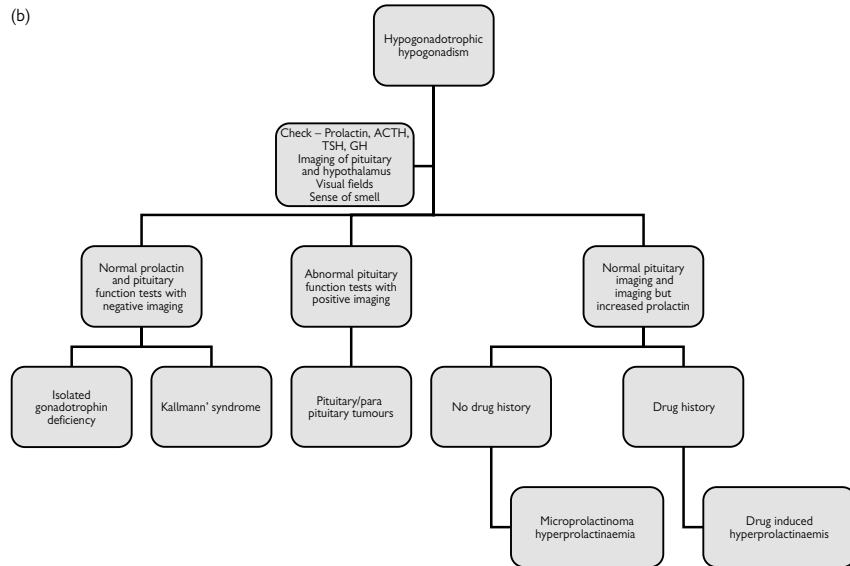 (b)
Hypogonadotrophic
hypogonadism
Check – Prolactin, ACTH,
TSH, GH
Imaging of pituitary
and hypothalamus
Visual fields
Sense of smell
Normal prolactin
and pituitary
function tests with
negative imaging
Abnormal pituitary
function tests with
positive imaging
Normal pituitary
imaging and
imaging but
increased prolactin
Isolated
gonadotrophin
deficiency
Kallmann' syndrome
Pituitary/para
pituitary tumours
No drug history
Drug history
Microprolactinoma
hyperprolactinaemia
Drug induced
hyperprolactinaemis